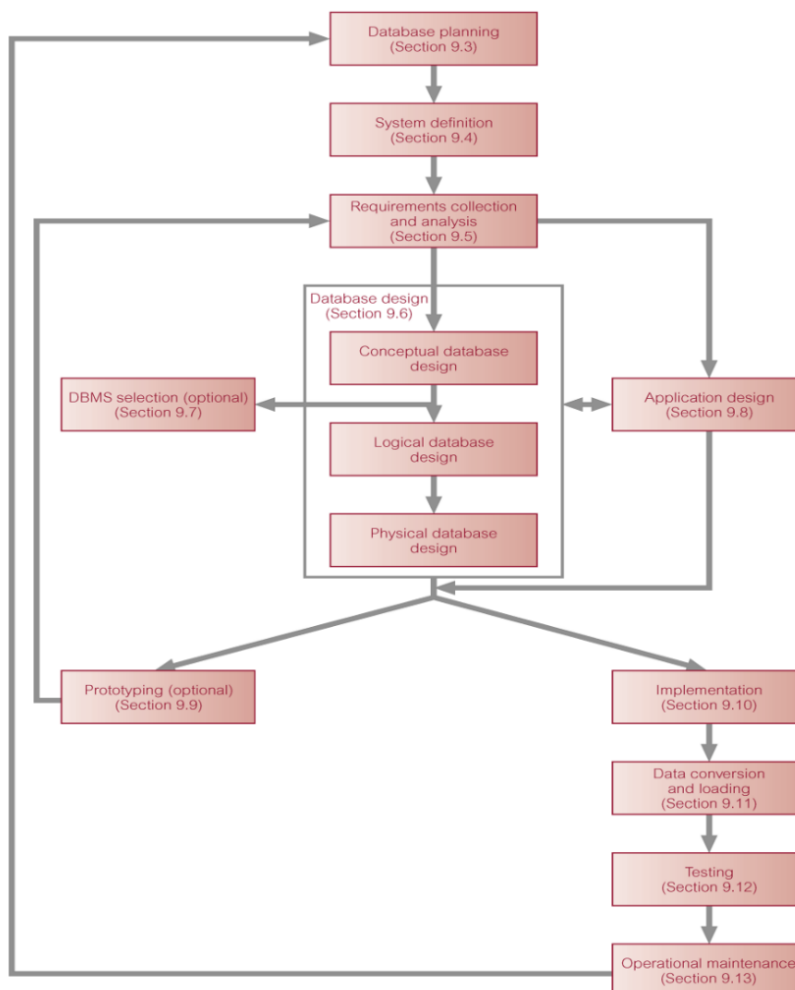 Database planning
(Section 9.3)
System definition
(Section 9.4)
Requirements collection
and analysis
(Section 9.5)
Database design
(Section 9.6)
Conceptual database
design
DBMS selection (optional)
(Section 9.7)
Application design
(Section 9.8)
Logical database
design
Physical database
design
Prototyping (optional)
(Section 9.9)
Implementation
(Section 9.10)
Data conversion
and loading
(Section 9.11)
Testing
(Section 9.12)
Operational maintenance
(Section 9.13)